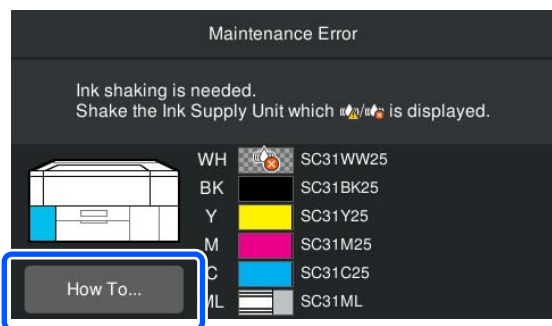 Maintenance Error
Ink shaking is needed.
Shake the Ink Supply Unit which / is displayed.
WH SC31WW25
BK SC31BK25
Y SC31Y25
M SC31M25
C SC31C25
ML SC31ML
How To...